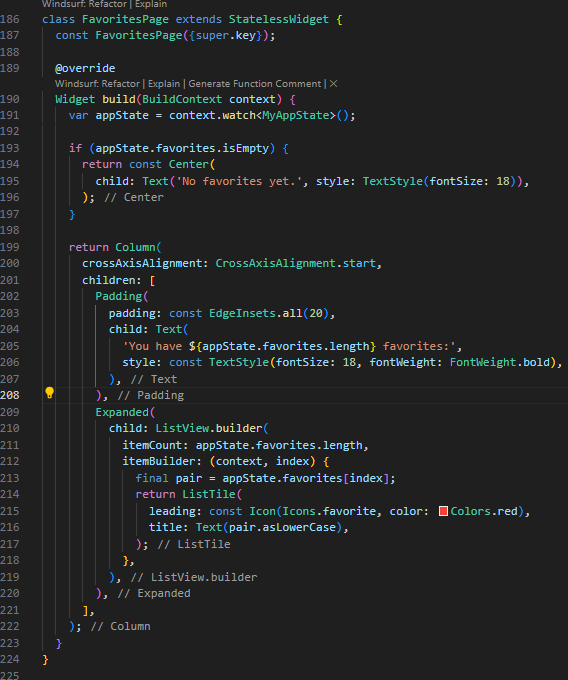 Windsurf: Refactor | Explain
186 class FavoritesPage extends StatelessWidget {
187   const FavoritesPage({super.key});
188
189   @override
Windsurf: Refactor | Explain | Generate Function Comment | ×
190   Widget build(BuildContext context) {
191     var appState = context.watch<MyAppState>();
192
193     if (appState.favorites.isEmpty) {
194       return const Center(
195         child: Text('No favorites yet.', style: TextStyle(fontSize: 18)),
196       ); // Center
197     }
198
199     return Column(
200       crossAxisAlignment: CrossAxisAlignment.start,
201       children: [
202         Padding(
203           padding: const EdgeInsets.all(20),
204           child: Text(
205             'You have ${appState.favorites.length} favorites:',
206             style: const TextStyle(fontSize: 18, fontWeight: FontWeight.bold),
207           ), // Text
208         ), // Padding
209         Expanded(
210           child: ListView.builder(
211             itemCount: appState.favorites.length,
212             itemBuilder: (context, index) {
213               final pair = appState.favorites[index];
214               return ListTile(
215                 leading: const Icon(Icons.favorite, color: Colors.red),
216                 title: Text(pair.asLowerCase),
217               ); // ListTile
218             },
219           ), // ListView.builder
220         ), // Expanded
221       ],
222     ); // Column
223   }
224 }
225